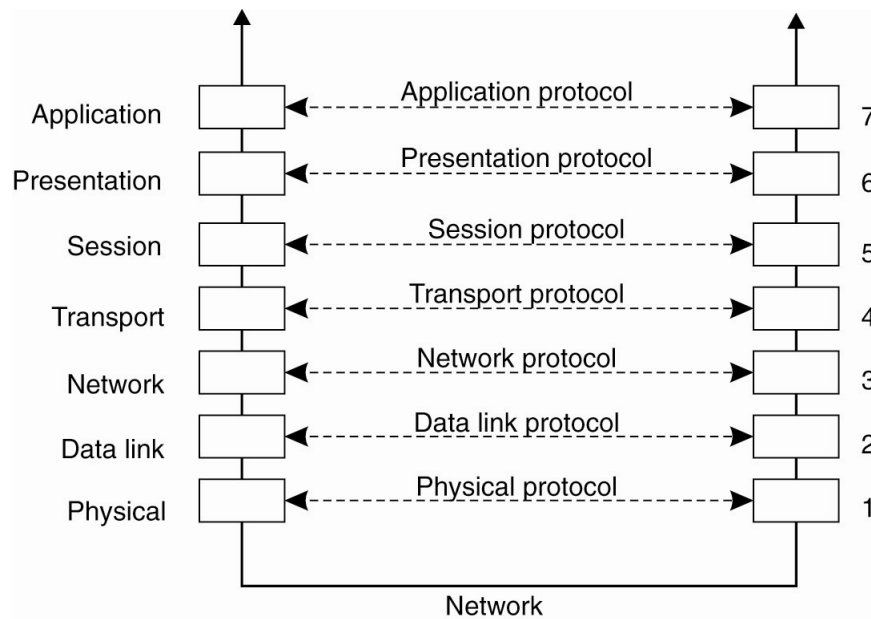 Application protocol
Application
7
Presentation protocol
Presentation
6
Session protocol
Session
5
Transport protocol
Transport
4
Network protocol
Network
3
Data link protocol
Data link
2
Physical protocol
Physical
1
Network